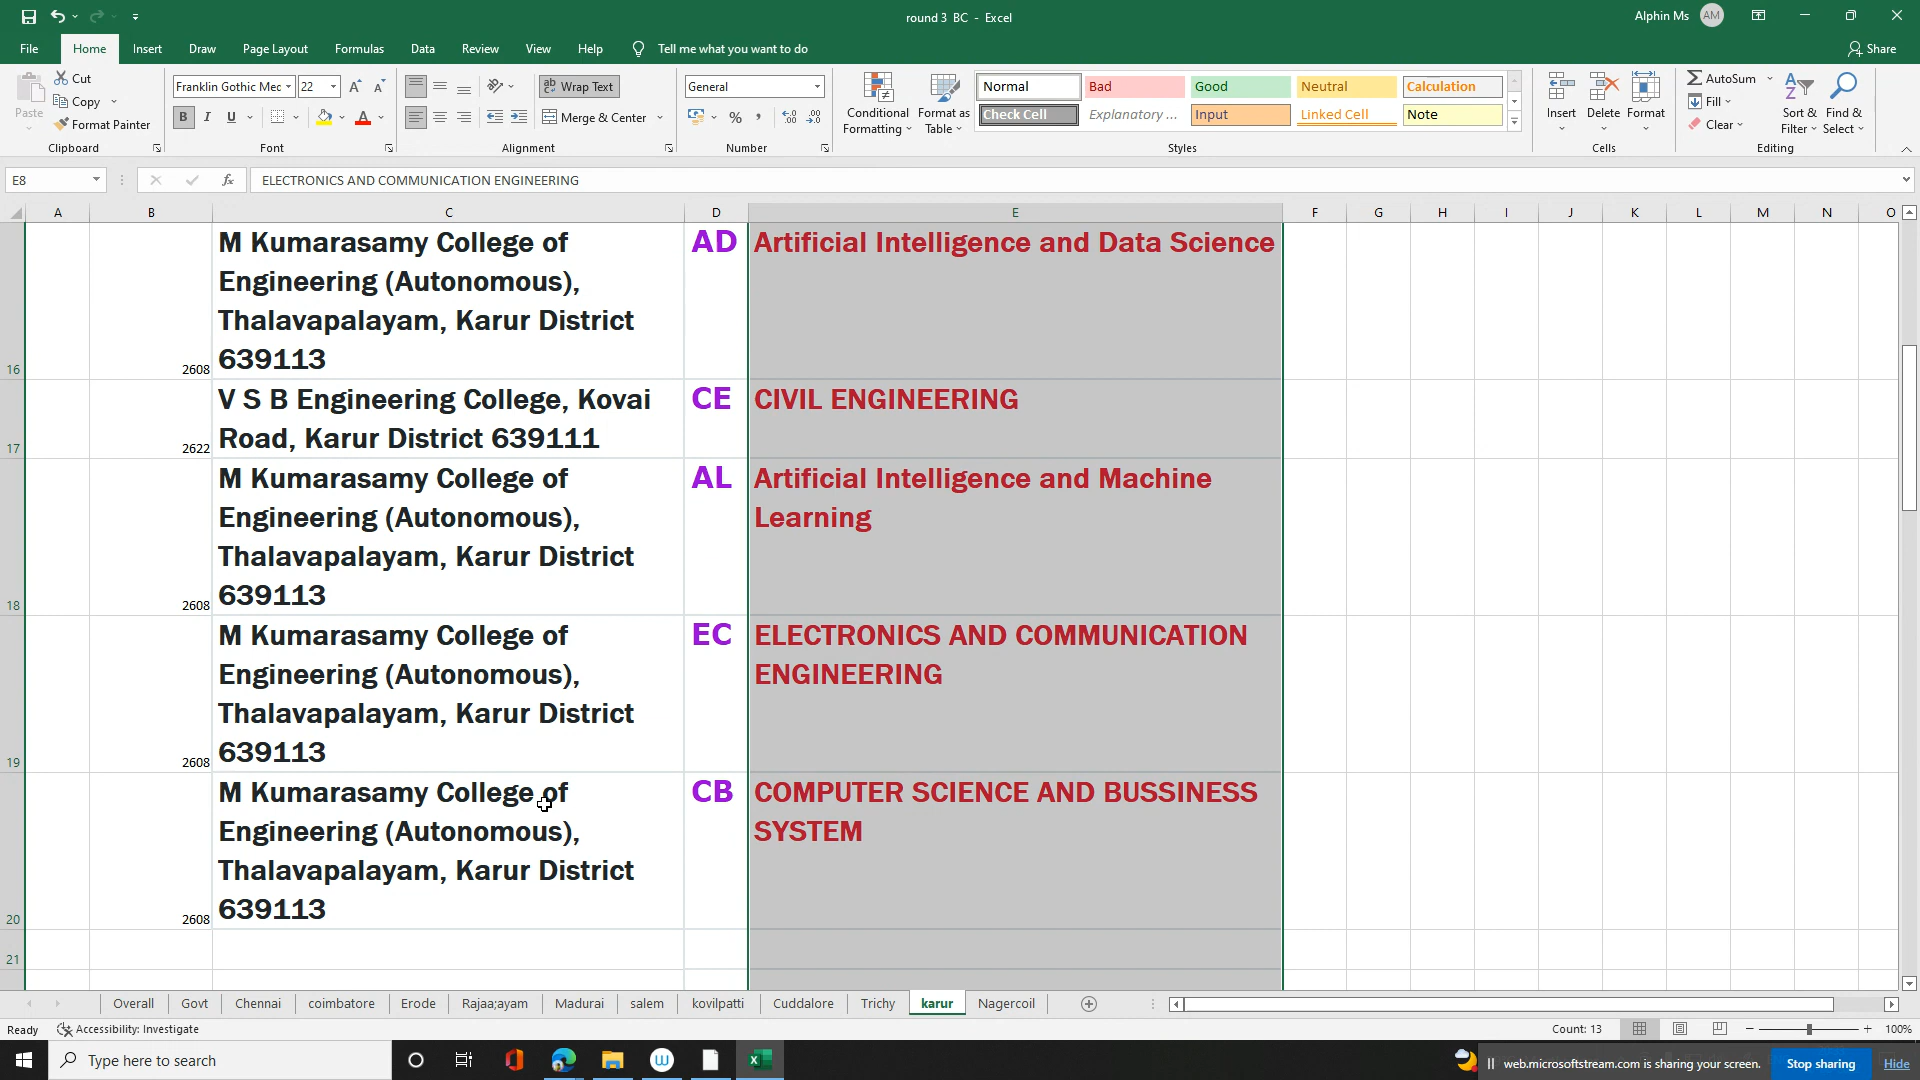 round 3 BC - Excel
Alphin Ms AM
File Home Insert Draw Page Layout Formulas Data Review View Help Tell me what you want to do Share
Paste
Cut
Copy
Format Painter
Clipboard
Franklin Gothic Mec 22
B I U
Font
Wrap Text
Merge & Center
Alignment
General
Number
Conditional Formatting
Format as Table
Normal Bad Good Neutral Calculation
Check Cell Explanatory ... Input Linked Cell Note
Styles
Insert Delete Format
Cells
AutoSum
Fill
Clear
Sort & Filter
Find & Select
Editing
E8 fx ELECTRONICS AND COMMUNICATION ENGINEERING
A B C D E F G H I J K L M N O
M Kumarasamy College of AD Artificial Intelligence and Data Science
Engineering (Autonomous),
Thalavapalayam, Karur District
16 2608 639113
V S B Engineering College, Kovai CE CIVIL ENGINEERING
17 2622 Road, Karur District 639111
M Kumarasamy College of AL Artificial Intelligence and Machine
Engineering (Autonomous), Learning
Thalavapalayam, Karur District
18 2608 639113
M Kumarasamy College of EC ELECTRONICS AND COMMUNICATION
Engineering (Autonomous), ENGINEERING
Thalavapalayam, Karur District
19 2608 639113
M Kumarasamy College of CB COMPUTER SCIENCE AND BUSSINESS
Engineering (Autonomous), SYSTEM
Thalavapalayam, Karur District
20 2608 639113
21
Overall Govt Chennai coimbatore Erode Rajaa;ayam Madurai salem kovilpatti Cuddalore Trichy karur Nagercoil
Ready Accessibility: Investigate Count: 13 100%
Type here to search
web.microsoftstream.com is sharing your screen. Stop sharing Hide